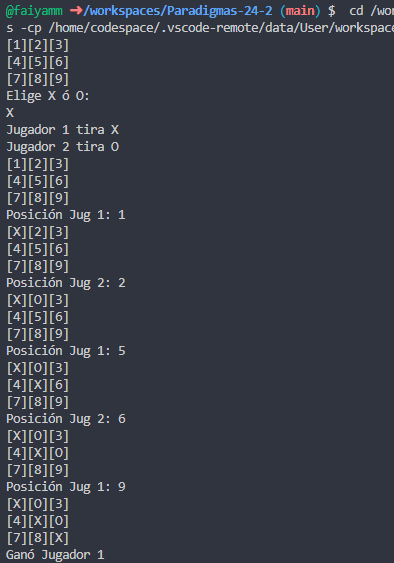 @faiyamm ➜/workspaces/Paradigmas-24-2 (main) $  cd /wor
s -cp /home/codespace/.vscode-remote/data/User/workspace
[1][2][3]
[4][5][6]
[7][8][9]
Elige X ó O:
X
Jugador 1 tira X
Jugador 2 tira O
[1][2][3]
[4][5][6]
[7][8][9]
Posición Jug 1: 1
[X][2][3]
[4][5][6]
[7][8][9]
Posición Jug 2: 2
[X][O][3]
[4][5][6]
[7][8][9]
Posición Jug 1: 5
[X][O][3]
[4][X][6]
[7][8][9]
Posición Jug 2: 6
[X][O][3]
[4][X][O]
[7][8][9]
Posición Jug 1: 9
[X][O][3]
[4][X][O]
[7][8][X]
Ganó Jugador 1